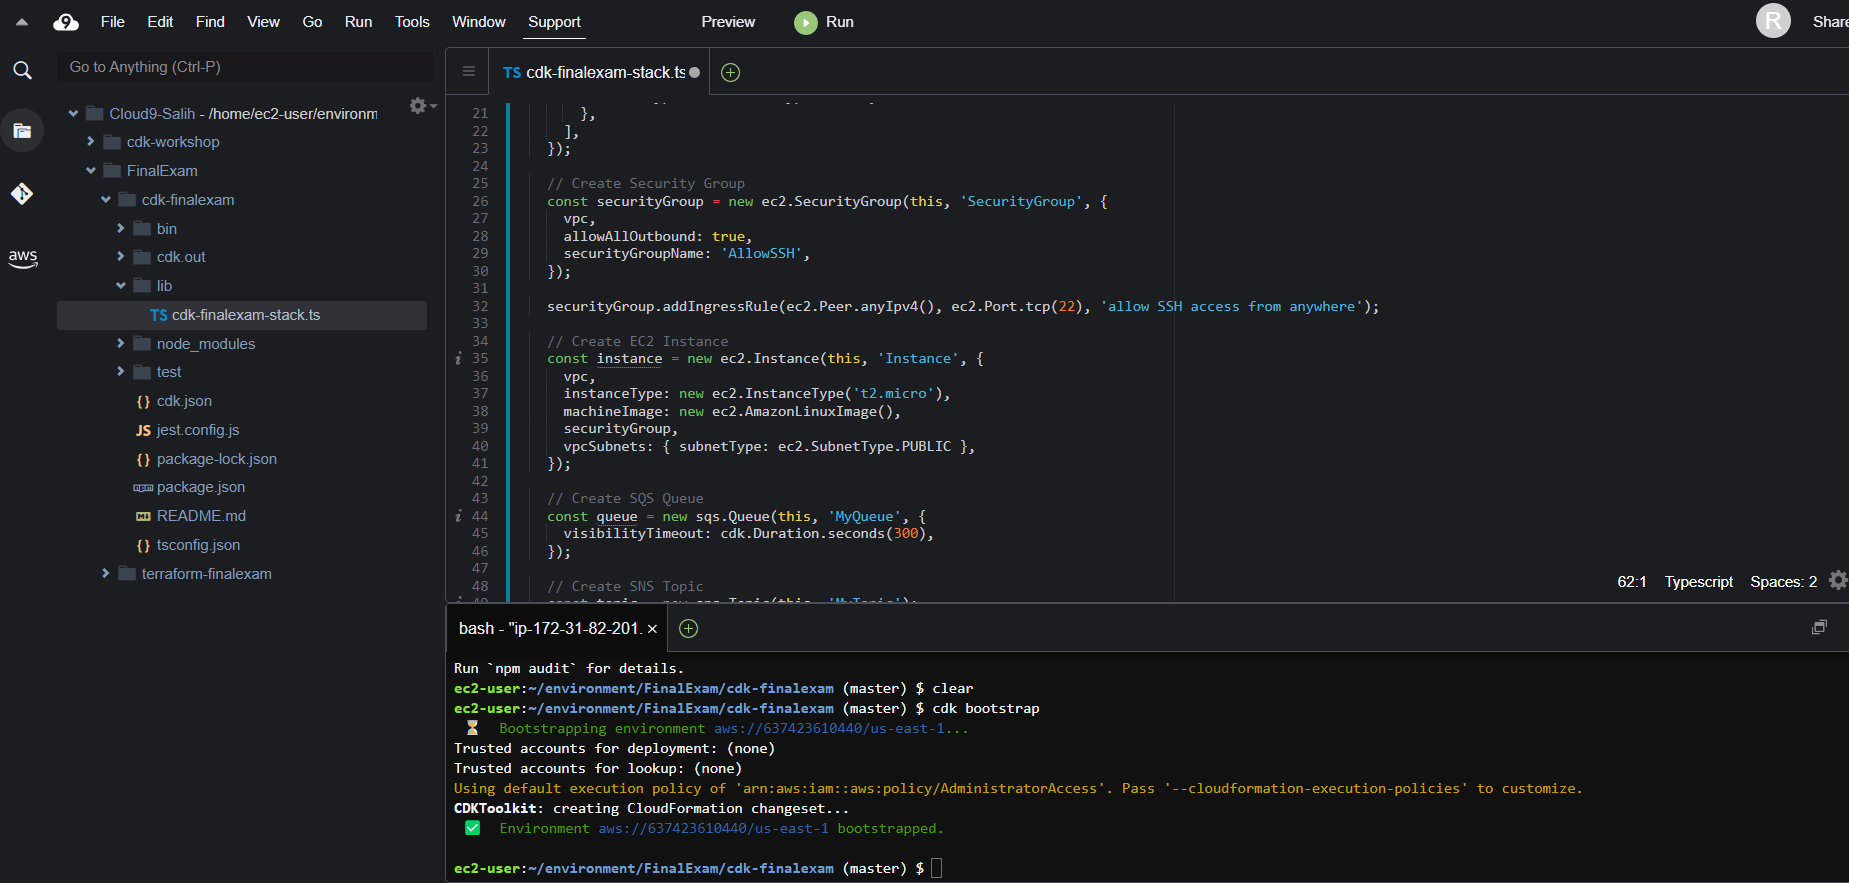 File Edit Find View Go Run Tools Window Support Preview Run R Share
Go to Anything (Ctrl-P)
Cloud9-Salih - /home/ec2-user/environm
cdk-workshop
FinalExam
cdk-finalexam
bin
cdk.out
lib
TS cdk-finalexam-stack.ts
node_modules
test
{} cdk.json
JS jest.config.js
{} package-lock.json
package.json
README.md
{} tsconfig.json
terraform-finalexam
aws
TS cdk-finalexam-stack.ts
21 },
22 ],
23 });
24
25 // Create Security Group
26 const securityGroup = new ec2.SecurityGroup(this, 'SecurityGroup', {
27 vpc,
28 allowAllOutbound: true,
29 securityGroupName: 'AllowSSH',
30 });
31
32 securityGroup.addIngressRule(ec2.Peer.anyIpv4(), ec2.Port.tcp(22), 'allow SSH access from anywhere');
33
34 // Create EC2 Instance
35 const instance = new ec2.Instance(this, 'Instance', {
36 vpc,
37 instanceType: new ec2.InstanceType('t2.micro'),
38 machineImage: new ec2.AmazonLinuxImage(),
39 securityGroup,
40 vpcSubnets: { subnetType: ec2.SubnetType.PUBLIC },
41 });
42
43 // Create SQS Queue
44 const queue = new sqs.Queue(this, 'MyQueue', {
45 visibilityTimeout: cdk.Duration.seconds(300),
46 });
47
48 // Create SNS Topic
62:1 Typescript Spaces: 2
bash - "ip-172-31-82-201. ×
Run `npm audit` for details.
ec2-user:~/environment/FinalExam/cdk-finalexam (master) $ clear
ec2-user:~/environment/FinalExam/cdk-finalexam (master) $ cdk bootstrap
⏳ Bootstrapping environment aws://637423610440/us-east-1...
Trusted accounts for deployment: (none)
Trusted accounts for lookup: (none)
Using default execution policy of 'arn:aws:iam::aws:policy/AdministratorAccess'. Pass '--cloudformation-execution-policies' to customize.
CDKToolkit: creating CloudFormation changeset...
✅ Environment aws://637423610440/us-east-1 bootstrapped.
ec2-user:~/environment/FinalExam/cdk-finalexam (master) $